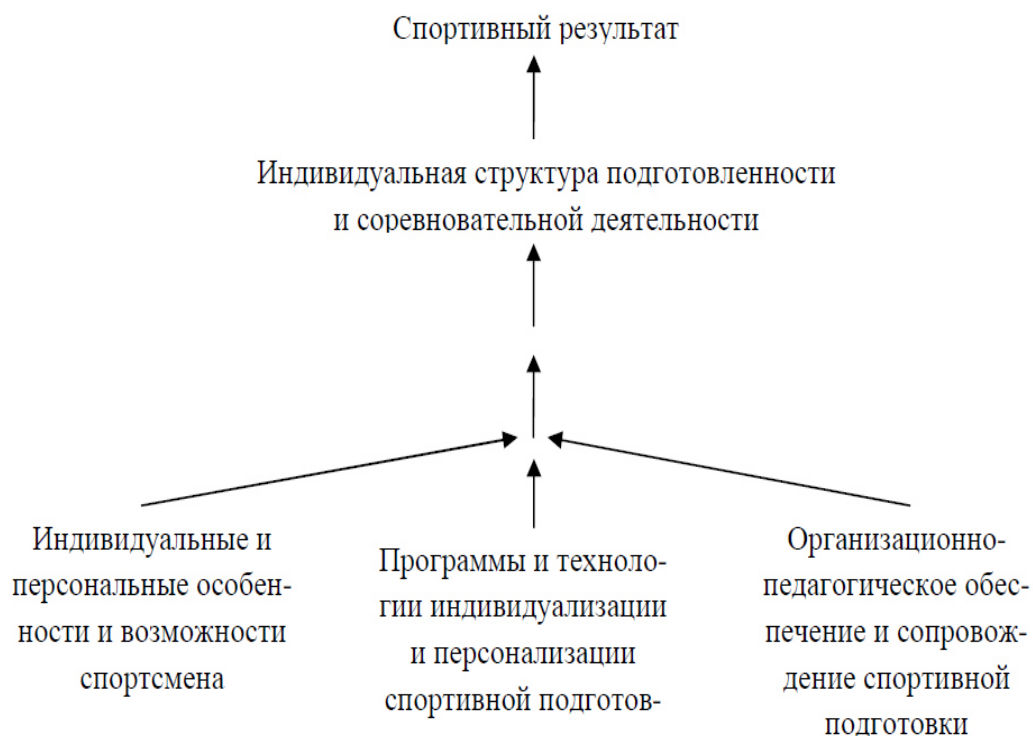 Спортивный результат
Индивидуальная структура подготовленности
и соревновательной деятельности
Индивидуальные и
персональные особен-
ности и возможности
спортсмена
Программы и техноло-
гии индивидуализации
и персонализации
спортивной подготов-
Организационно-
педагогическое обес-
печение и сопровож-
дение спортивной
подготовки